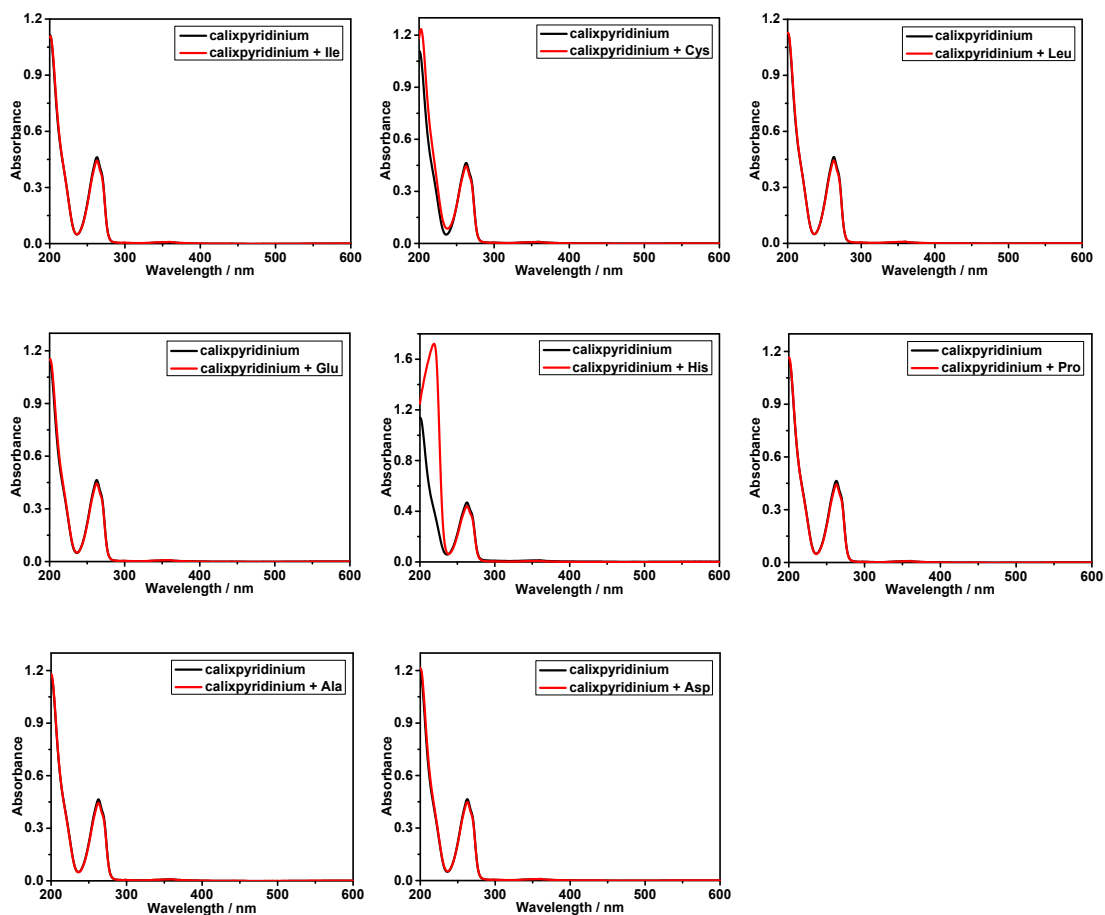 calixpyridinium
calixpyridinium + Ile
Absorbance
1.2
0.9
0.6
0.3
0.0
200 300 400 500 600
Wavelength / nm
calixpyridinium
calixpyridinium + Cys
Absorbance
1.2
0.9
0.6
0.3
0.0
200 300 400 500 600
Wavelength / nm
calixpyridinium
calixpyridinium + Leu
Absorbance
1.2
0.9
0.6
0.3
0.0
200 300 400 500 600
Wavelength / nm
calixpyridinium
calixpyridinium + Glu
Absorbance
1.2
0.9
0.6
0.3
0.0
200 300 400 500 600
Wavelength / nm
calixpyridinium
calixpyridinium + His
Absorbance
1.6
1.2
0.8
0.4
0.0
200 300 400 500 600
Wavelength / nm
calixpyridinium
calixpyridinium + Pro
Absorbance
1.2
0.9
0.6
0.3
0.0
200 300 400 500 600
Wavelength / nm
calixpyridinium
calixpyridinium + Ala
Absorbance
1.2
0.9
0.6
0.3
0.0
200 300 400 500 600
Wavelength / nm
calixpyridinium
calixpyridinium + Asp
Absorbance
1.2
0.9
0.6
0.3
0.0
200 300 400 500 600
Wavelength / nm